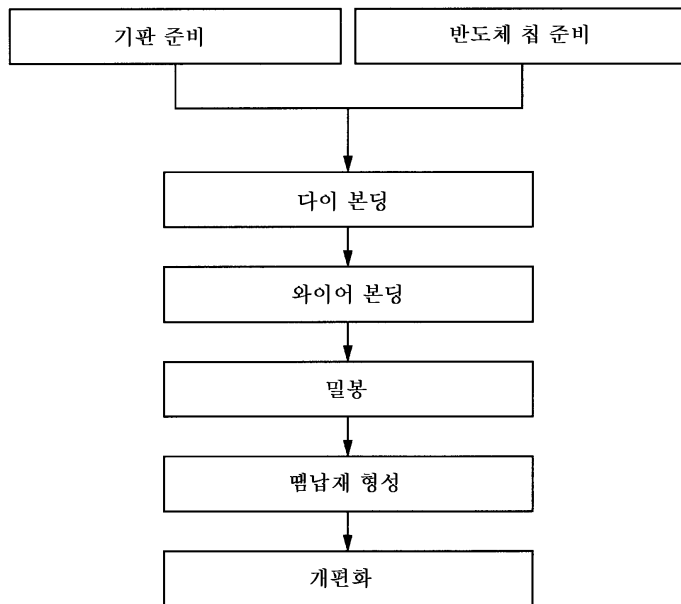 기판 준비
반도체 칩 준비
다이 본딩
와이어 본딩
밀봉
땜납재 형성
개편화